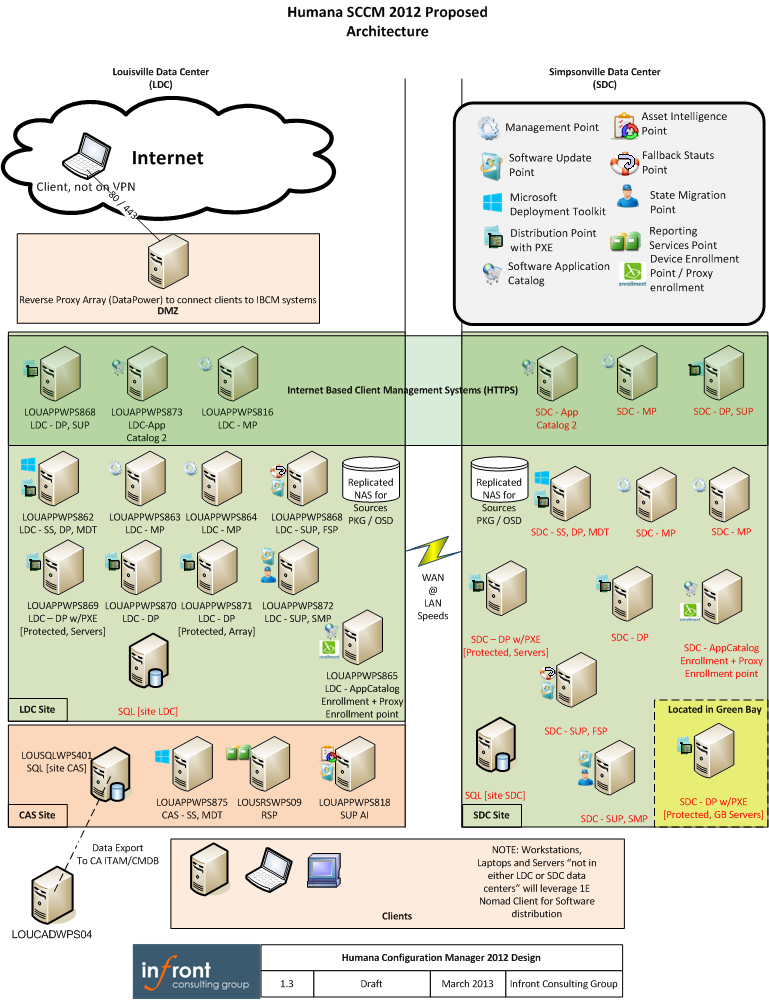 Humana SCCM 2012 Proposed
Architecture
Louisville Data Center
(LDC)
Simpsonville Data Center
(SDC)
Internet
Client, not on VPN
80 / 443
Reverse Proxy Array (DataPower) to connect clients to IBCM systems
DMZ
Management Point
Asset Intelligence
Point
Software Update
Point
Fallback Stauts
Point
Microsoft
Deployment Toolkit
State Migration
Point
Distribution Point
with PXE
Reporting
Services Point
Software Application
Catalog
enrollment
Device Enrollment
Point / Proxy
enrollment
Internet Based Client Management Systems (HTTPS)
LOUAPPWPS868
LDC - DP, SUP
LOUAPPWPS873
LDC-App
Catalog 2
LOUAPPWPS816
LDC - MP
SDC - App
Catalog 2
SDC - MP
SDC - DP, SUP
LOUAPPWPS862
LDC - SS, DP, MDT
LOUAPPWPS863
LDC - MP
LOUAPPWPS864
LDC - MP
LOUAPPWPS868
LDC - SUP, FSP
Replicated
NAS for
Sources
PKG / OSD
Replicated
NAS for
Sources
PKG / OSD
SDC - SS, DP, MDT
SDC - MP
SDC - MP
LOUAPPWPS869
LDC – DP w/PXE
[Protected, Servers]
LOUAPPWPS870
LDC - DP
LOUAPPWPS871
LDC - DP
[Protected, Array]
LOUAPPWPS872
LDC - SUP, SMP
WAN
@
LAN
Speeds
SDC – DP w/PXE
[Protected, Servers]
SDC - DP
SDC - AppCatalog
Enrollment + Proxy
Enrollment point
enrollment
SQL [site LDC]
enrollment
LOUAPPWPS865
LDC - AppCatalog
Enrollment + Proxy
Enrollment point
LDC Site
SDC - SUP, FSP
Located in Green Bay
SDC - DP w/PXE
[Protected, GB Servers]
SQL [site SDC]
SDC - SUP, SMP
SDC Site
LOUSQLWPS401
SQL [site CAS]
LOUAPPWPS875
CAS - SS, MDT
LOUSRSWPS09
RSP
LOUAPPWPS818
SUP AI
CAS Site
Data Export
To CA ITAM/CMDB
LOUCADWPS04
NOTE: Workstations,
Laptops and Servers “not in
either LDC or SDC data
centers” will leverage 1E
Nomad Client for Software
distribution
Clients
infront
consulting group
Humana Configuration Manager 2012 Design
1.3
Draft
March 2013
Infront Consulting Group